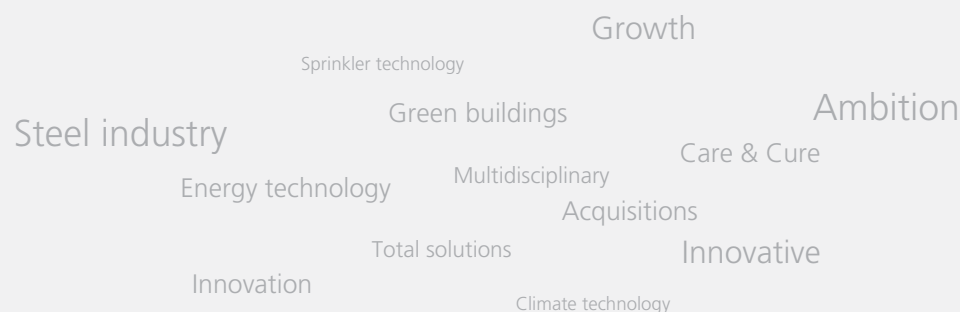 Growth
Sprinkler technology
Ambition
Green buildings
Steel industry
Care & Cure
Multidisciplinary
Energy technology
Acquisitions
Total solutions
Innovative
Innovation
Climate technology